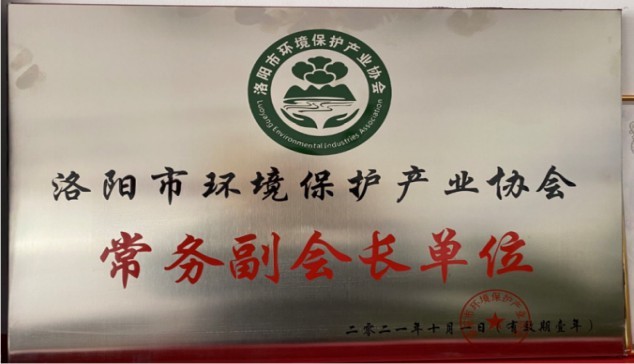 洛阳市环境保护产业协会
Luoyang Environmental Industries Association
洛阳市环境保护产业协会
常务副会长单位
二零二一年十月一日（有效期壹年）